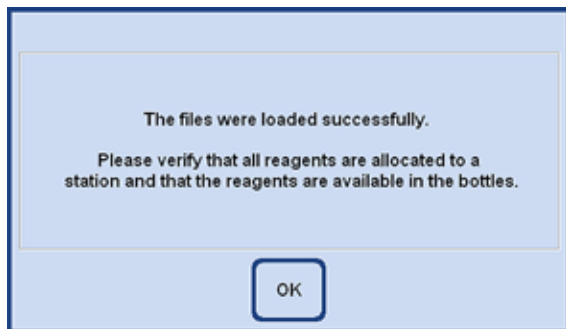 The files were loaded successfully.
Please verify that all reagents are allocated to a
station and that the reagents are available in the bottles.
OK